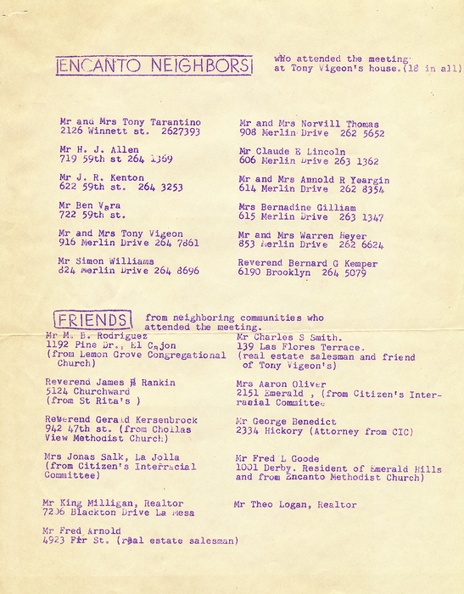 ENCANTO NEIGHBORS
who attended the meeting
at Tony Vigeon's house.(18 in all)
Mr and Mrs Tony Tarantino
2126 Winnett st. 2627393
Mr H. J. Allen
719 59th st 264 1369
Mr J. R. Kenton
622 59th st. 264 3253
Mr Ben Vara
722 59th st.
Mr and Mrs Tony Vigeon
916 Merlin Drive 264 7861
Mr Simon Williams
824 Merlin Drive 264 8696
Mr and Mrs Norvill Thomas
908 Merlin Drive 262 5652
Mr Claude E Lincoln
606 Merlin Drive 263 1362
Mr and Mrs Arnold R Yeargin
614 Merlin Drive 262 8354
Mrs Bernadine Gilliam
615 Merlin Drive 263 1347
Mr and Mrs Warren Heyer
853 Merlin Drive 262 6624
Reverend Bernard G Kemper
6190 Brooklyn 264 5079
FRIENDS
from neighboring communities who
attended the meeting.
Mr M. B. Rodriguez
1192 Pine Dr., El Cajon
(from Lemon Grove Congregational
Church)
Reverend James H Rankin
5124 Churchward
(from St Rita's )
Reverend Gerald Kersenbrock
942 47th st. (from Chollas
View Methodist Church)
Mrs Jonas Salk, La Jolla
(from Citizen's Interracial
Committee)
Mr King Milligan, Realtor
7206 Blackton Drive La Mesa
Mr Fred Arnold
4923 Fir St. (real estate salesman)
Mr Charles S Smith.
139 Las Flores Terrace.
(real estate salesman and friend
of Tony Vigeon's)
Mrs Aaron Oliver
2151 Emerald , (from Citizen's Inter-
racial Committee
Mr George Benedict
2334 Hickory (Attorney from CIC)
Mr Fred L Goode
1001 Derby. Resident of Emerald Hills
and from Encanto Methodist Church)
Mr Theo Logan, Realtor